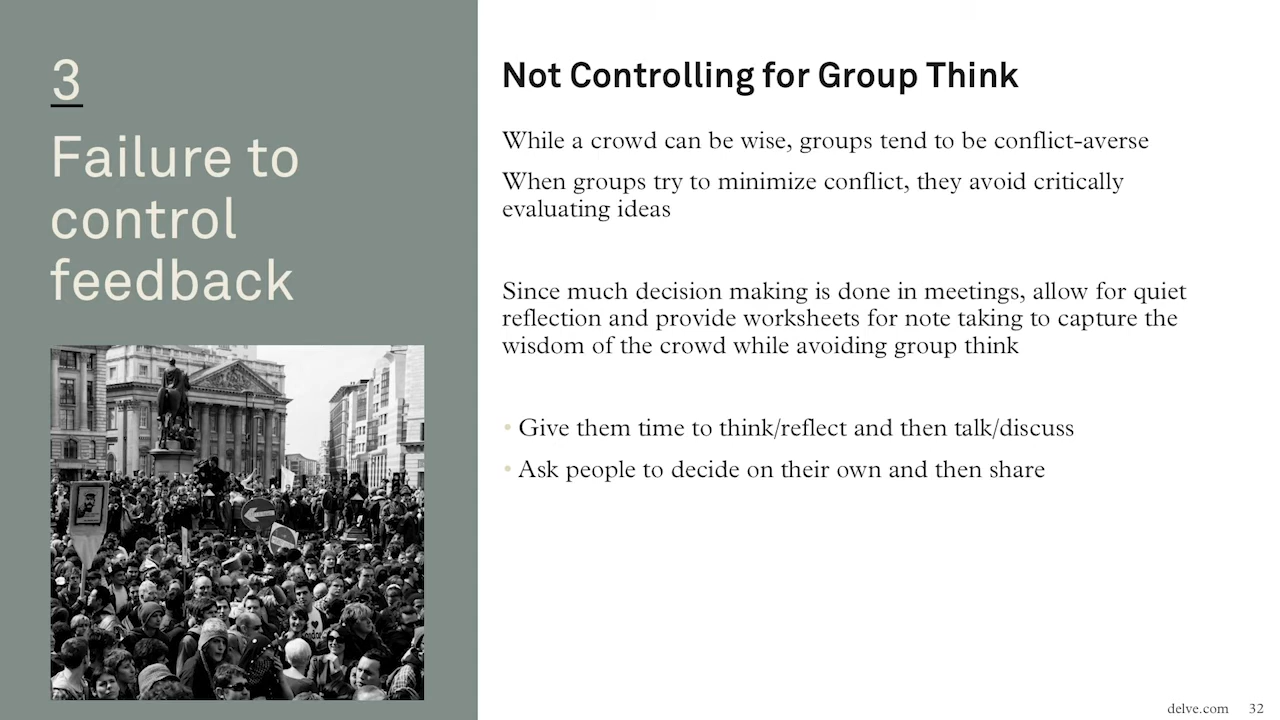 3
Failure to
control
feedback
Not Controlling for Group Think
While a crowd can be wise, groups tend to be conflict-averse
When groups try to minimize conflict, they avoid critically
evaluating ideas
Since much decision making is done in meetings, allow for quiet
reflection and provide worksheets for note taking to capture the
wisdom of the crowd while avoiding group think
• Give them time to think/reflect and then talk/discuss
• Ask people to decide on their own and then share
delve.com 32